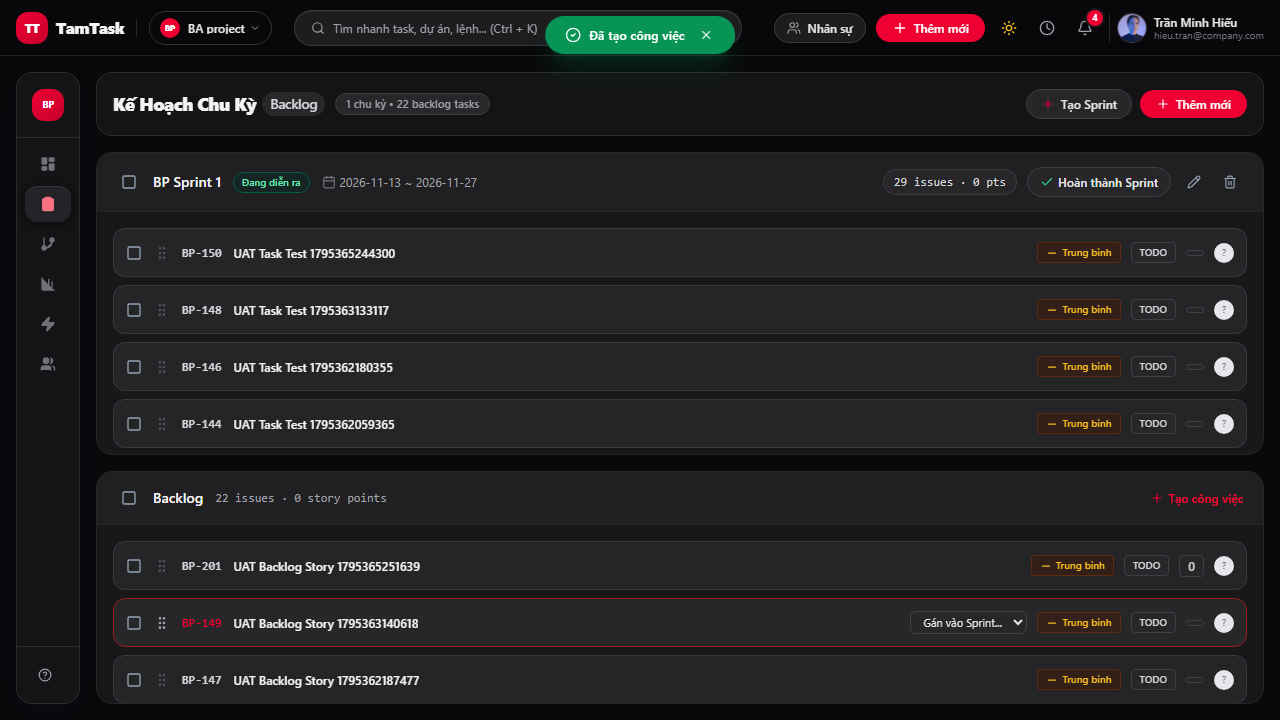 TT TamTask BP BA project Tìm nhanh task, dự án, lệnh... (Ctrl + K) Đã tạo công việc Nhân sự Thêm mới 4 Trần Minh Hiếu
hieu.tran@company.com
BP Kế Hoạch Chu Kỳ Backlog 1 chu kỳ • 22 backlog tasks + Tạo Sprint + Thêm mới
BP Sprint 1 Đang diễn ra 2026-11-13 ~ 2026-11-27 29 issues · 0 pts Hoàn thành Sprint
BP-150 UAT Task Test 1795365244300 Trung bình TODO ?
BP-148 UAT Task Test 1795363133117 Trung bình TODO ?
BP-146 UAT Task Test 1795362180355 Trung bình TODO ?
BP-144 UAT Task Test 1795362059365 Trung bình TODO ?
Backlog 22 issues · 0 story points + Tạo công việc
BP-201 UAT Backlog Story 1795365251639 Trung bình TODO 0 ?
BP-149 UAT Backlog Story 1795363140618 Gán vào Sprint... Trung bình TODO ?
BP-147 UAT Backlog Story 1795362187477 Trung bình TODO ?